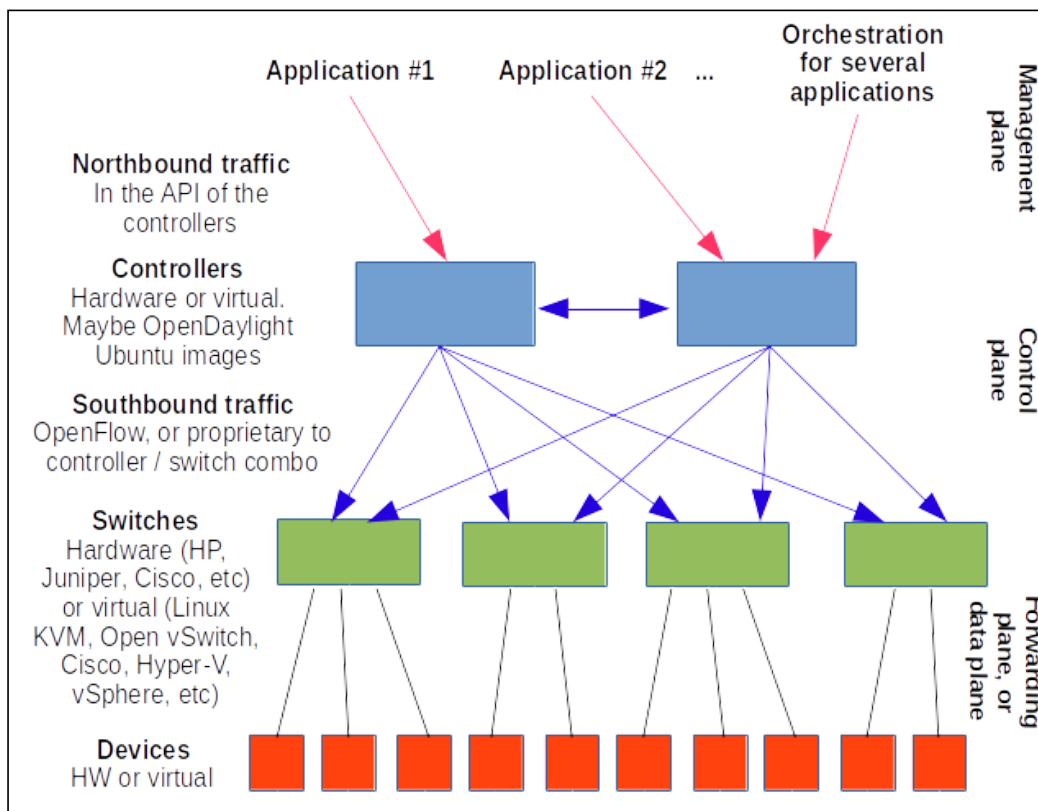 Application #1
Application #2 ...
Orchestration
for several
applications
Management
plane
Northbound traffic
In the API of the
controllers
Controllers
Hardware or virtual.
Maybe OpenDaylight
Ubuntu images
Control
plane
Southbound traffic
OpenFlow, or proprietary to
controller / switch combo
Switches
Hardware (HP,
Juniper, Cisco, etc)
or virtual (Linux
KVM, Open vSwitch,
Cisco, Hyper-V,
vSphere, etc)
Forwarding
plane, or
data plane
Devices
HW or virtual